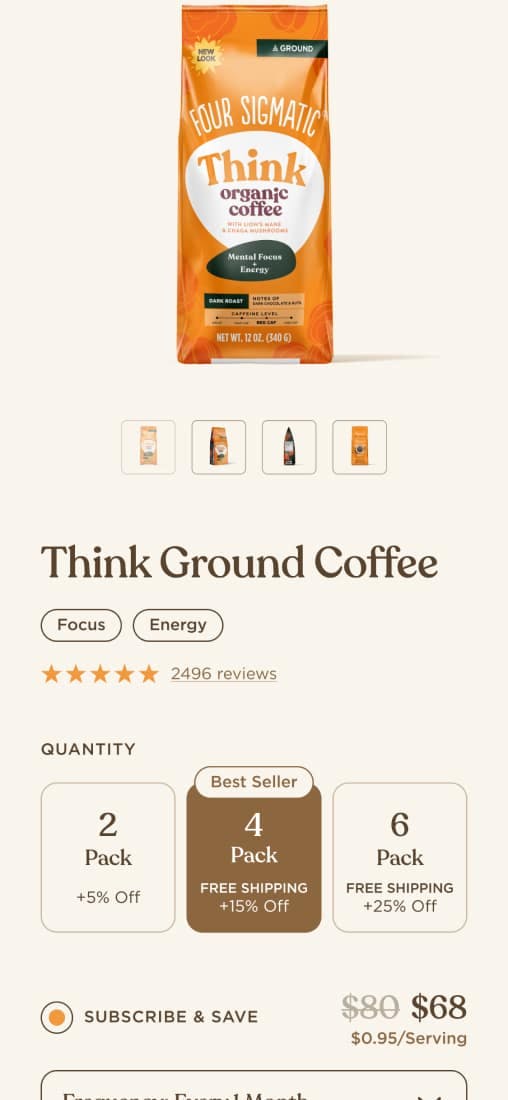 NEW
LOOK
GROUND
FOUR SIGMATIC
Think
organic
coffee
WITH LION'S MANE
& CHAGA MUSHROOMS
Mental Focus
+
Energy
DARK ROAST
NOTES OF
DARK CHOCOLATE & NUTS
CAFFEINE LEVEL
NET WT. 12 OZ. (340 G)
Think Ground Coffee
Focus
Energy
2496 reviews
QUANTITY
Best Seller
2
Pack
+5% Off
4
Pack
FREE SHIPPING
+15% Off
6
Pack
FREE SHIPPING
+25% Off
SUBSCRIBE & SAVE
$80 $68
$0.95/Serving
Frequency: Every 1 Month